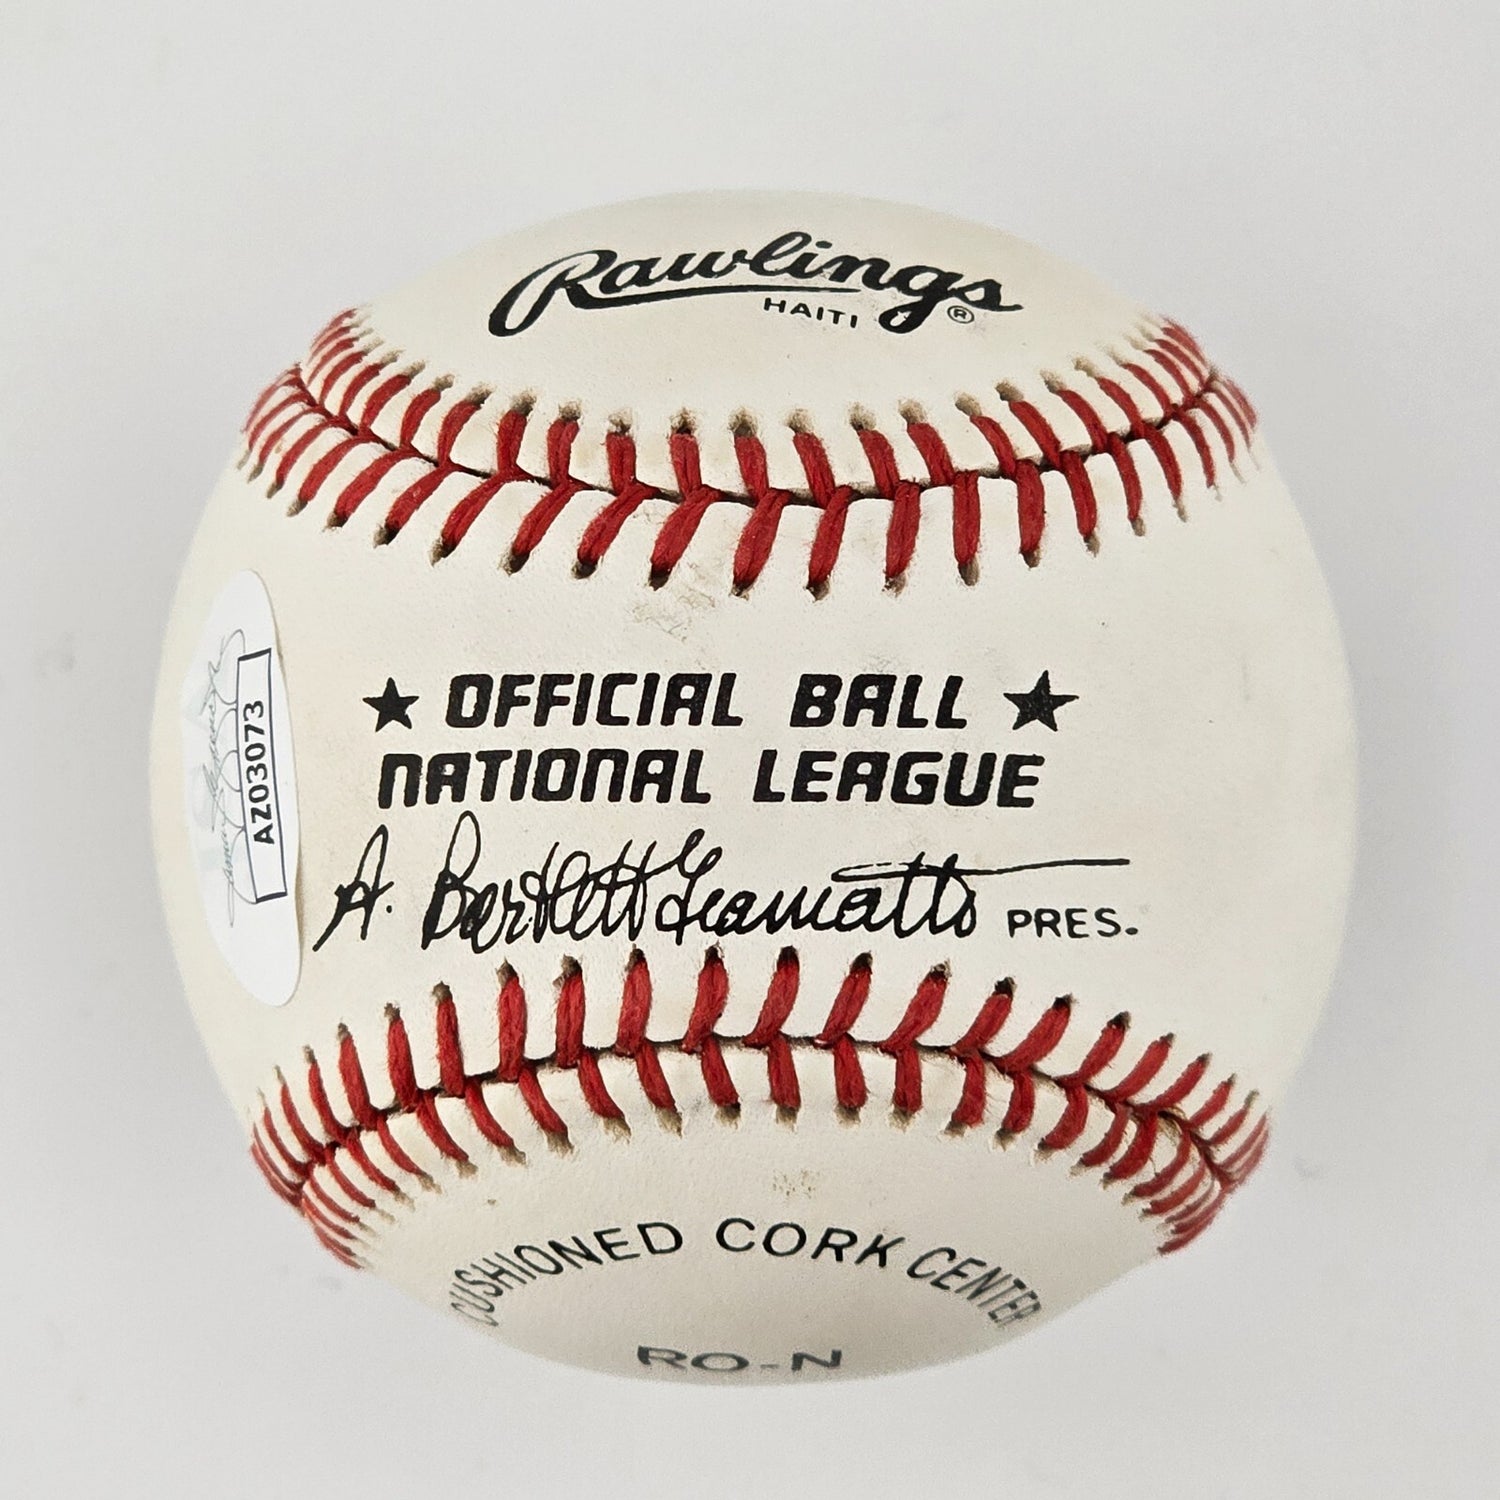 Rawlings
HAITI ®
★ OFFICIAL BALL ★
NATIONAL LEAGUE
A. Bartlett Giamatti PRES.
AZ03073
CUSHIONED CORK CENTER
RO-N